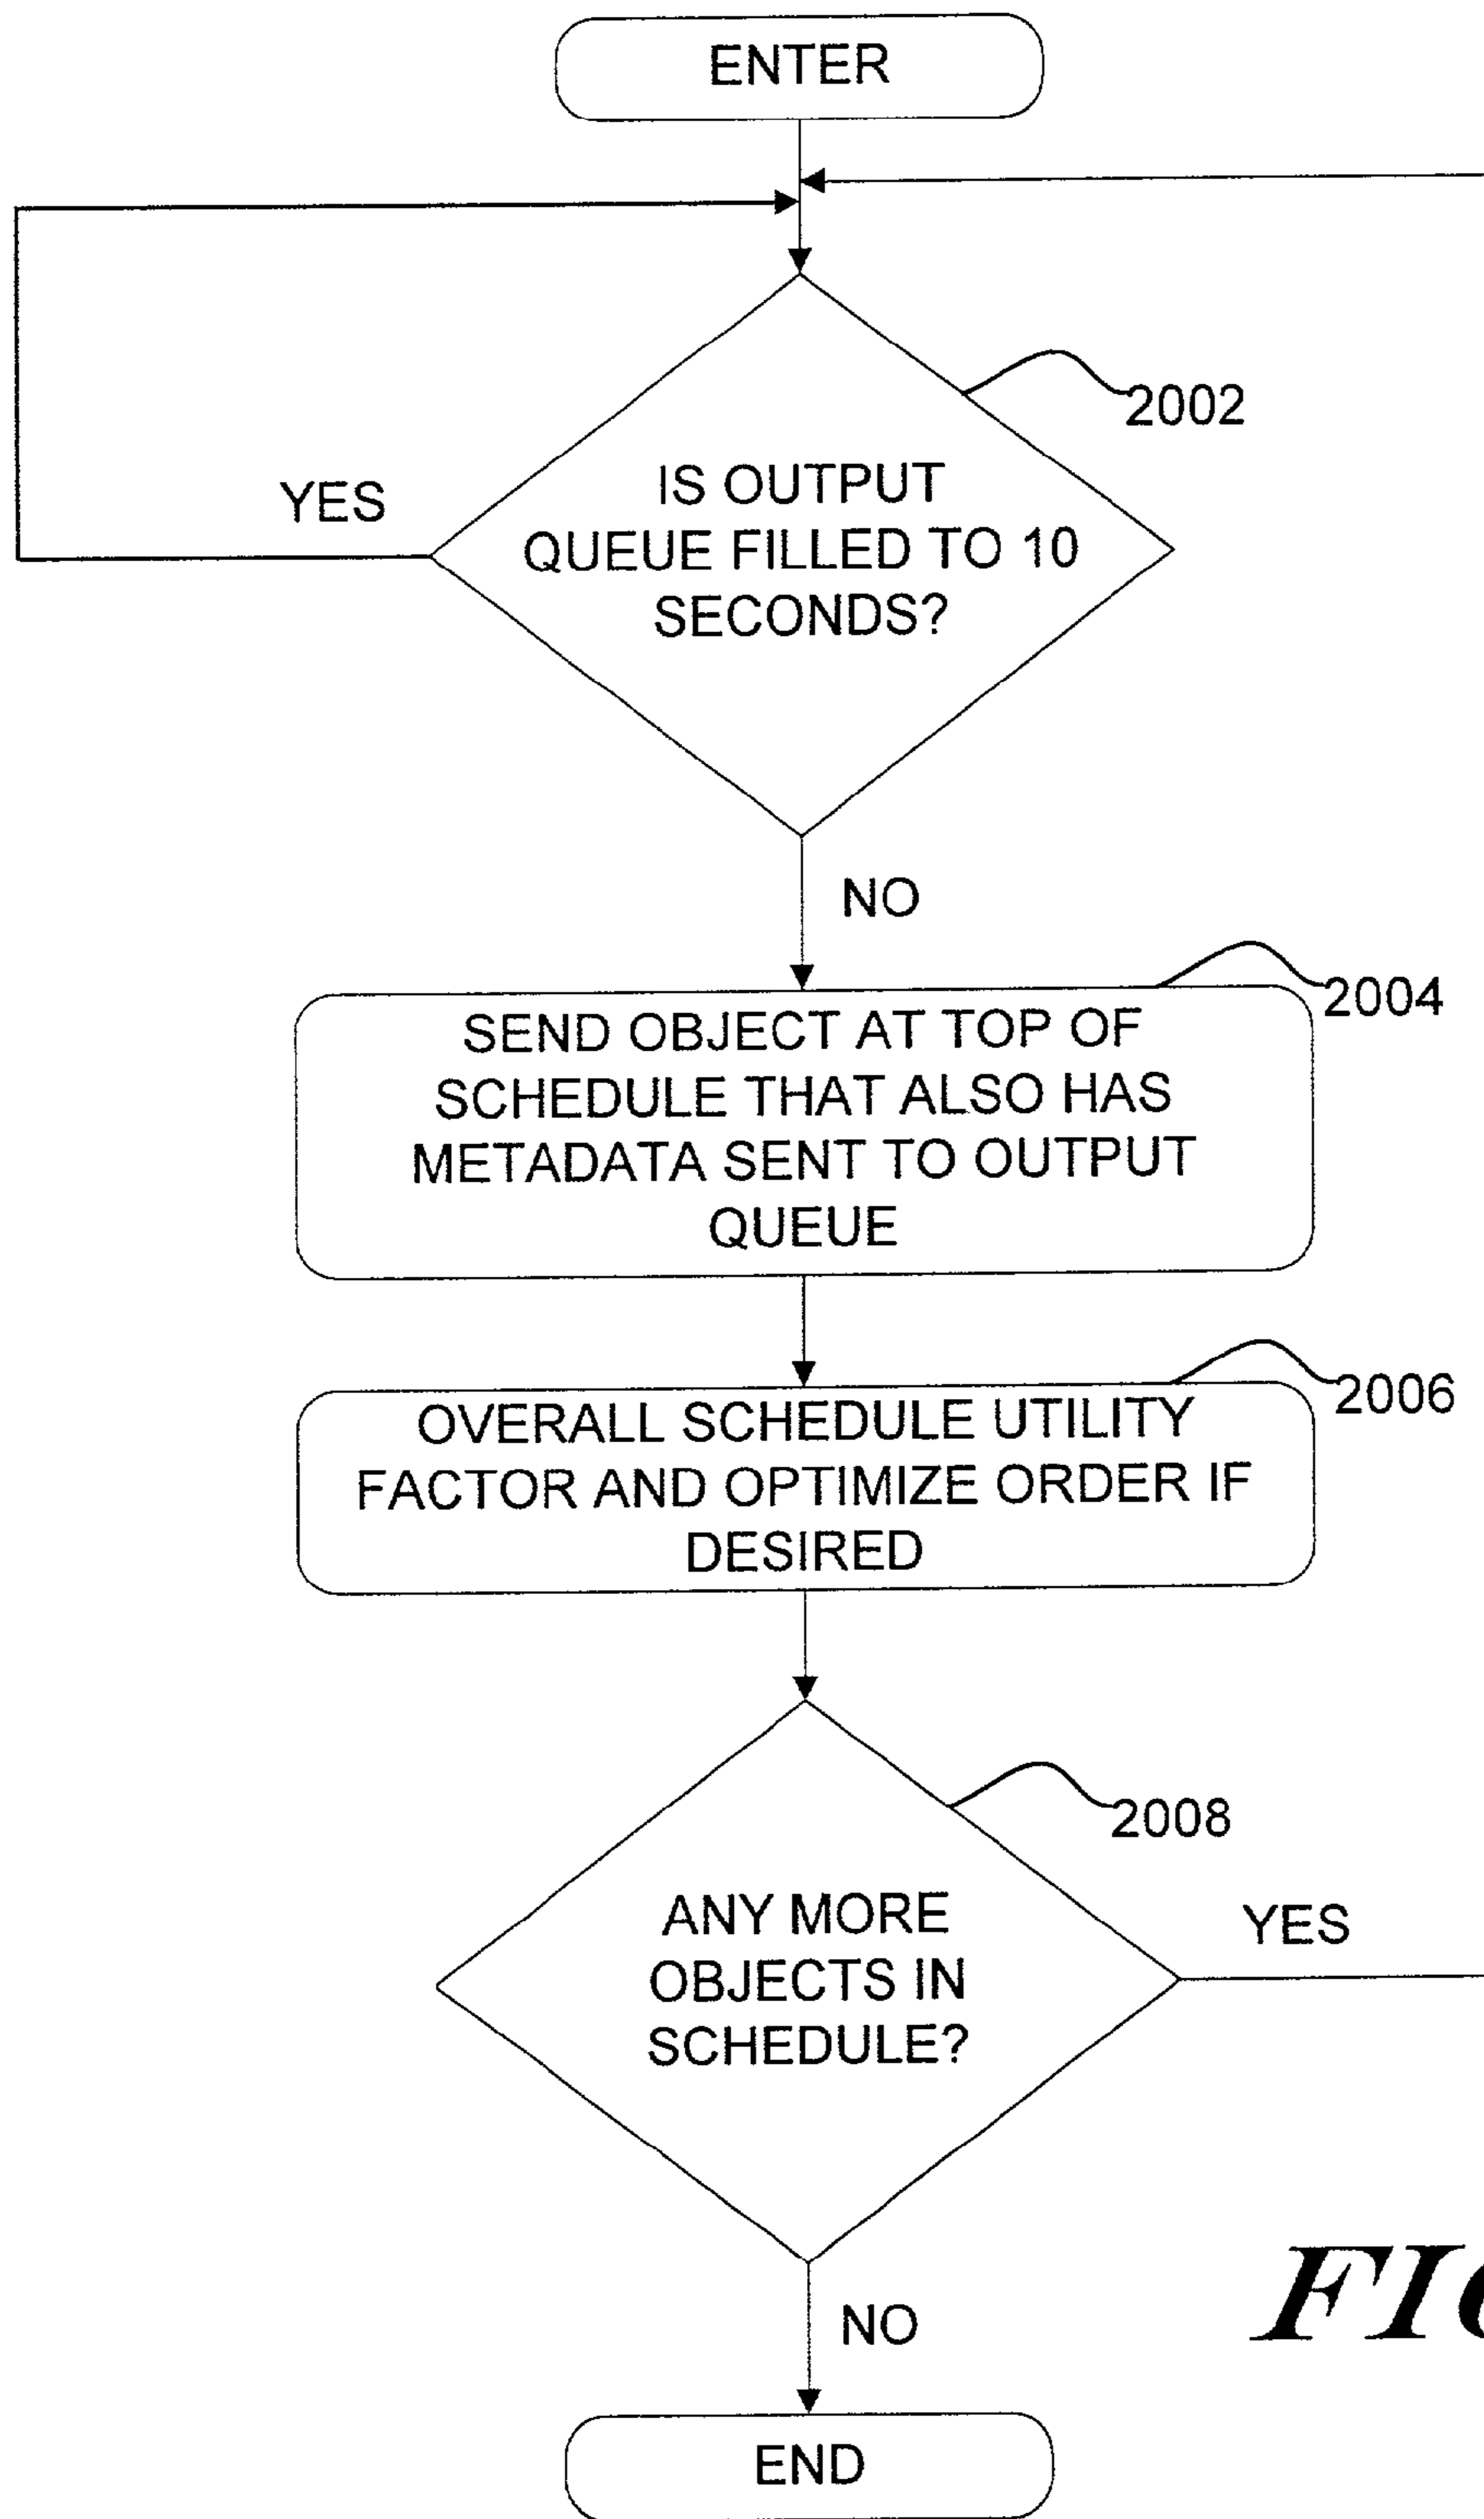 ENTER
2002
IS OUTPUT
QUEUE FILLED TO 10
SECONDS?
YES
NO
2004
SEND OBJECT AT TOP OF
SCHEDULE THAT ALSO HAS
METADATA SENT TO OUTPUT
QUEUE
2006
OVERALL SCHEDULE UTILITY
FACTOR AND OPTIMIZE ORDER IF
DESIRED
2008
ANY MORE
OBJECTS IN
SCHEDULE?
YES
NO
END